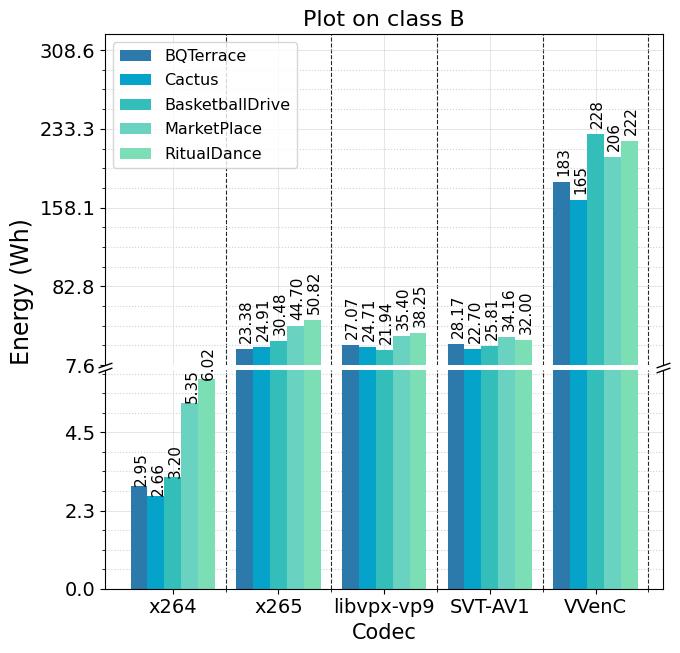 Plot on class B
BQTerrace
Cactus
BasketballDrive
MarketPlace
RitualDance
Energy (Wh)
308.6
233.3
158.1
82.8
7.6
4.5
2.3
0.0
2.95
2.66
3.20
5.35
6.02
23.38
24.91
30.48
44.70
50.82
27.07
24.71
21.94
35.40
38.25
28.17
22.70
25.81
34.16
32.00
183
165
228
206
222
x264
x265
libvpx-vp9
SVT-AV1
VVenC
Codec